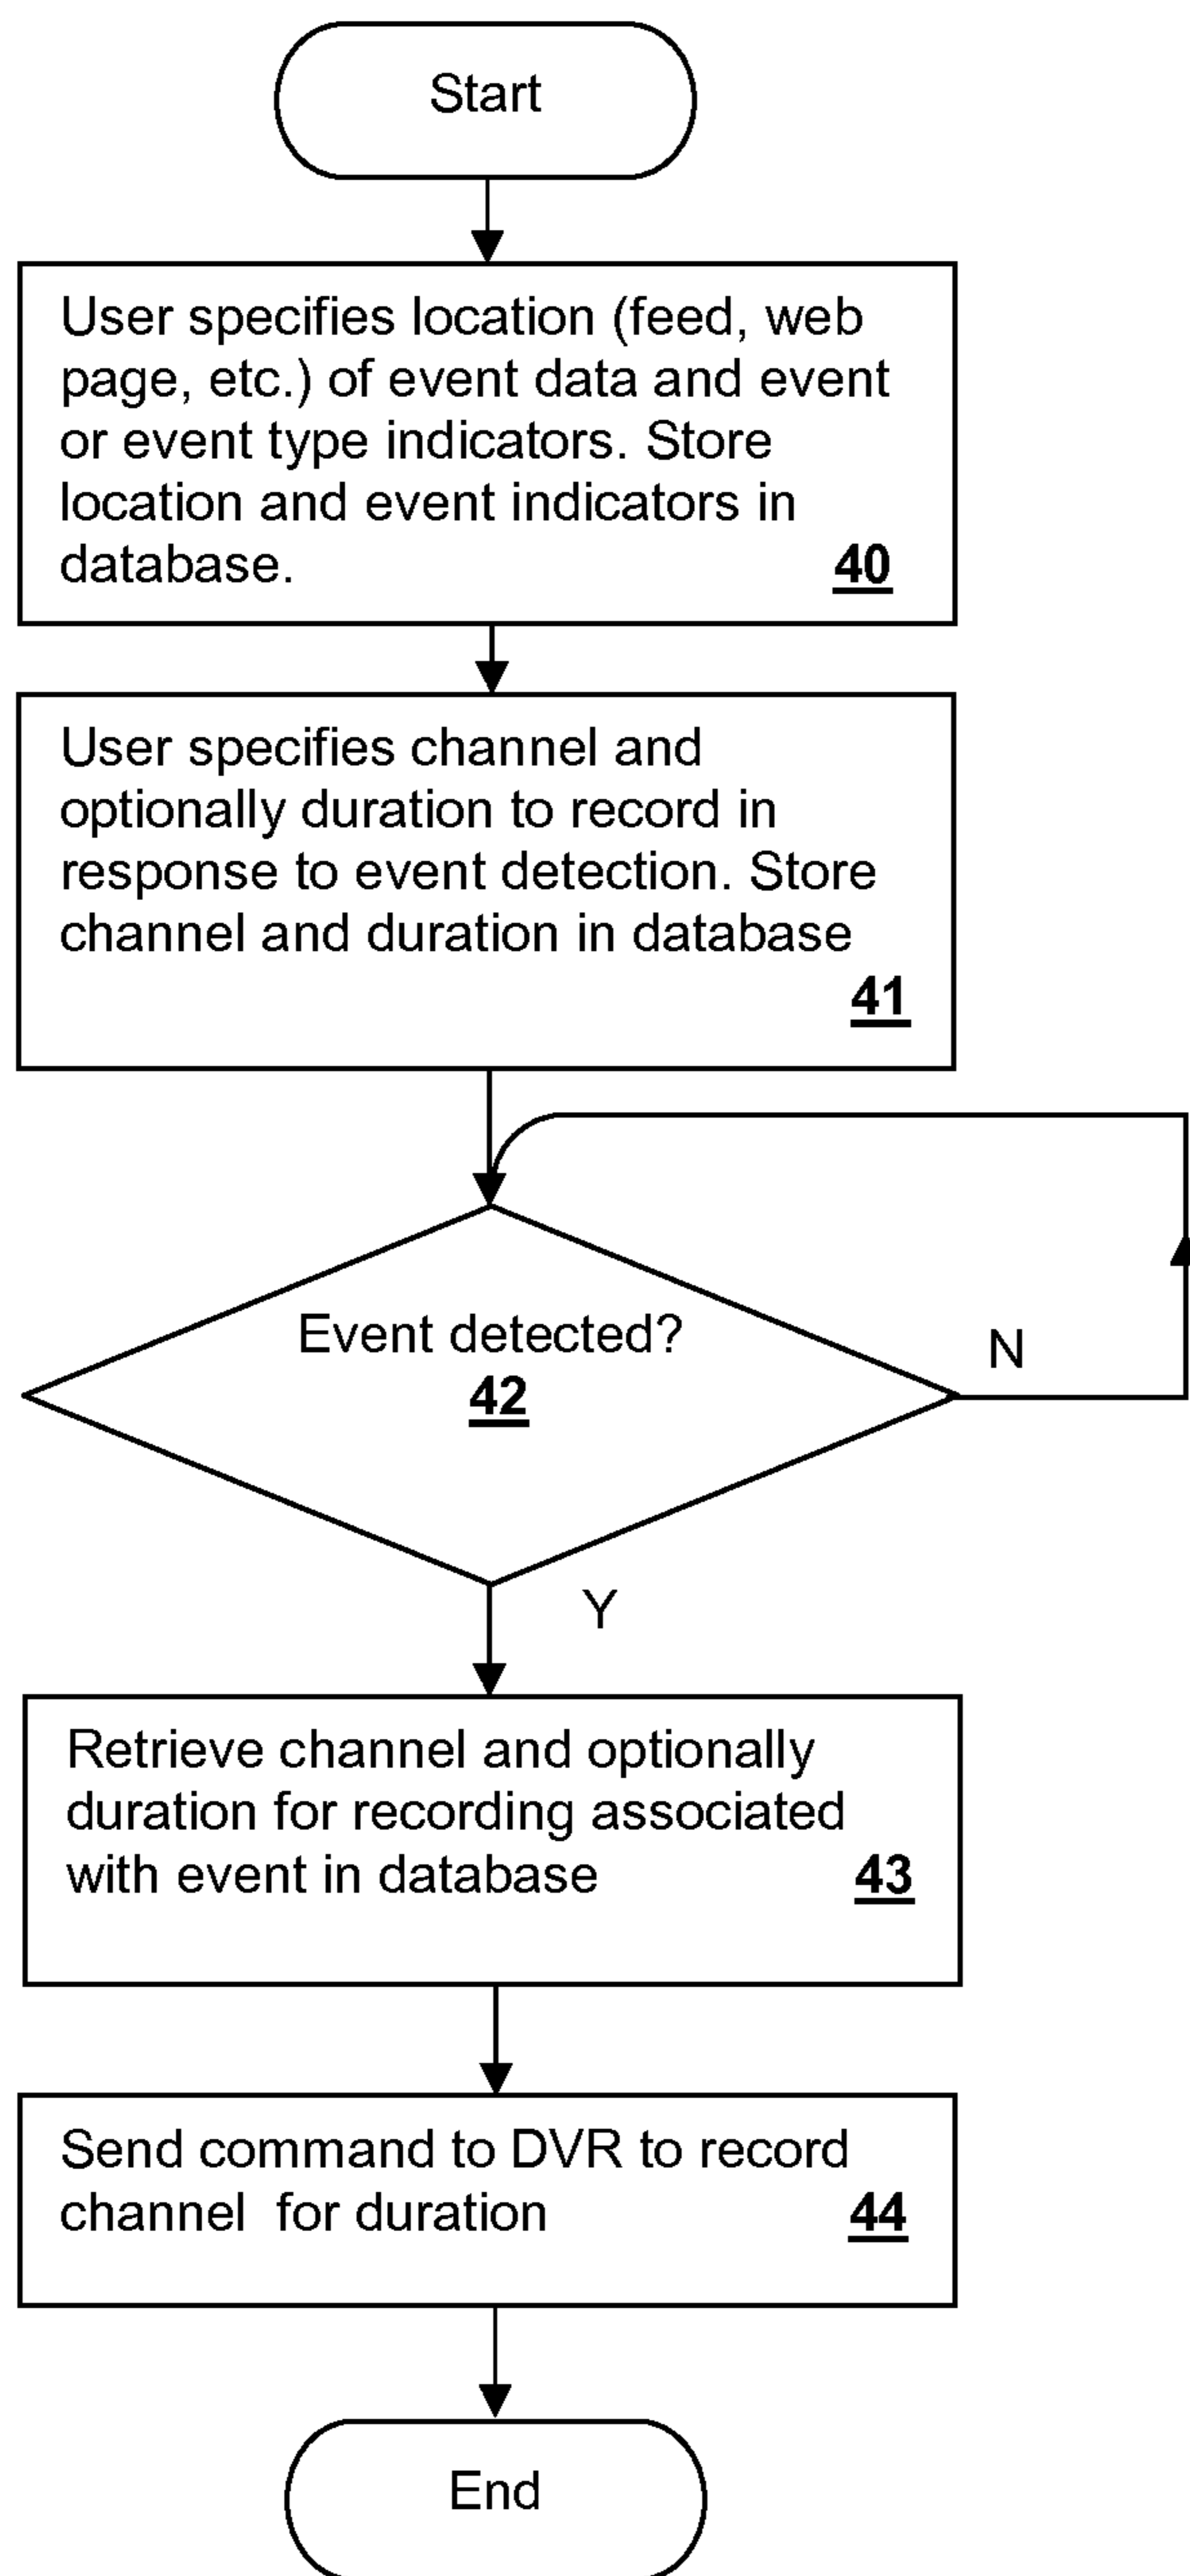 Start
User specifies location (feed, web
page, etc.) of event data and event
or event type indicators. Store
location and event indicators in
database. 40
User specifies channel and
optionally duration to record in
response to event detection. Store
channel and duration in database
41
Event detected?
42
N
Y
Retrieve channel and optionally
duration for recording associated
with event in database 43
Send command to DVR to record
channel for duration 44
End